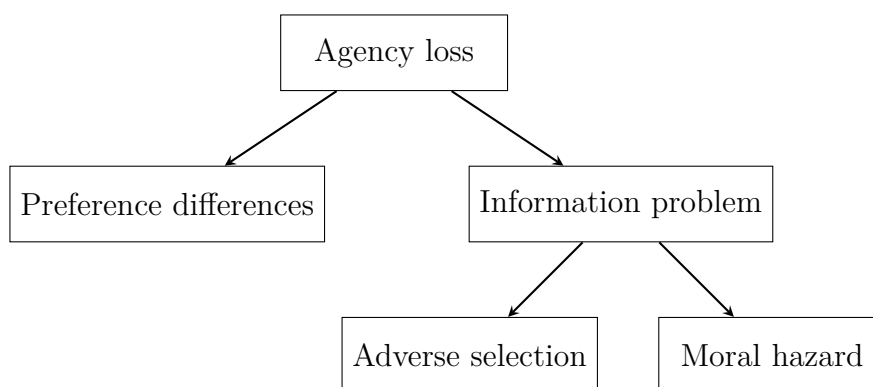 Agency loss
Preference differences
Information problem
Adverse selection
Moral hazard